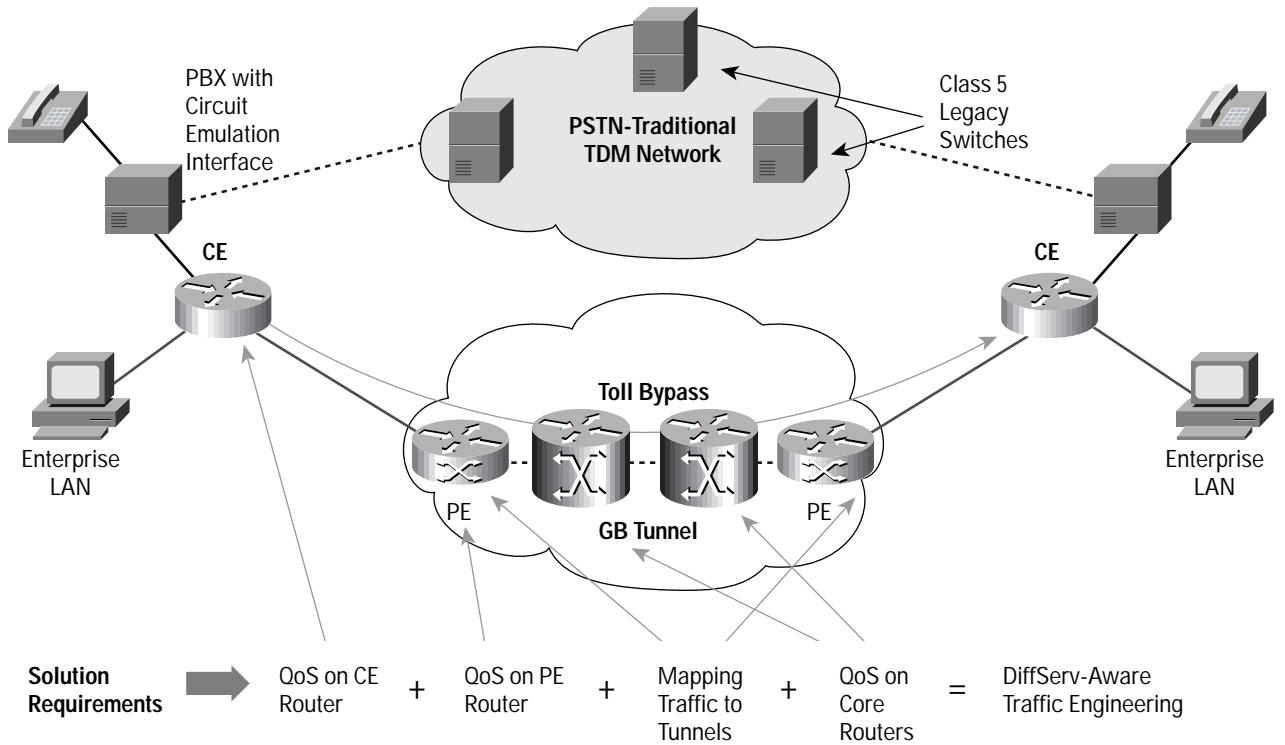 PBX with
Circuit
Emulation
Interface
PSTN-Traditional
TDM Network
Class 5
Legacy
Switches
CE
CE
Enterprise
LAN
Toll Bypass
PE
GB Tunnel
PE
Enterprise
LAN
Solution
Requirements
QoS on CE
Router
+
QoS on PE
Router
+
Mapping
Traffic to
Tunnels
+
QoS on
Core
Routers
=
DiffServ-Aware
Traffic Engineering